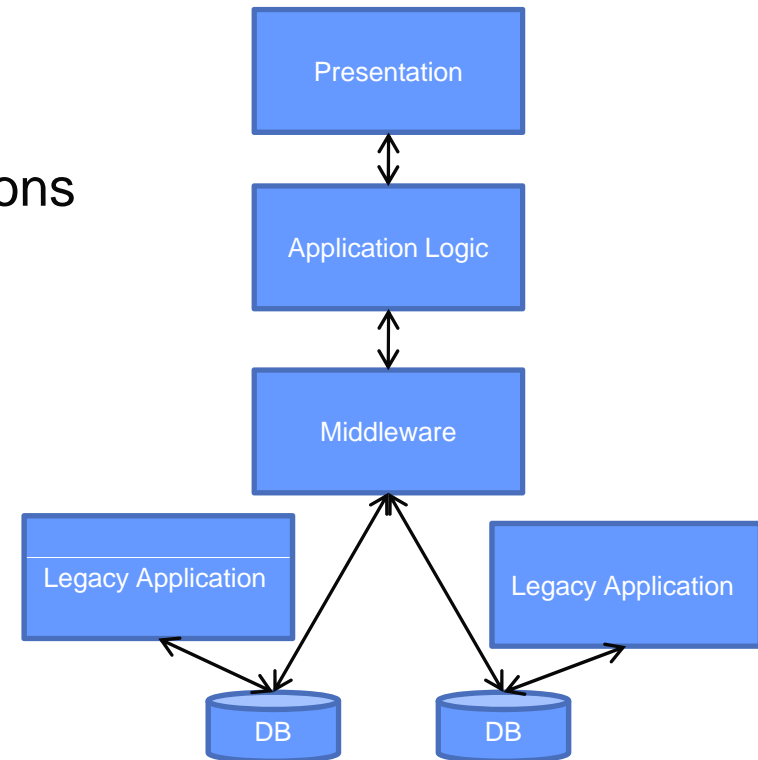 Presentation
ons
Application Logic
Middleware
Legacy Application
Legacy Application
DB
DB